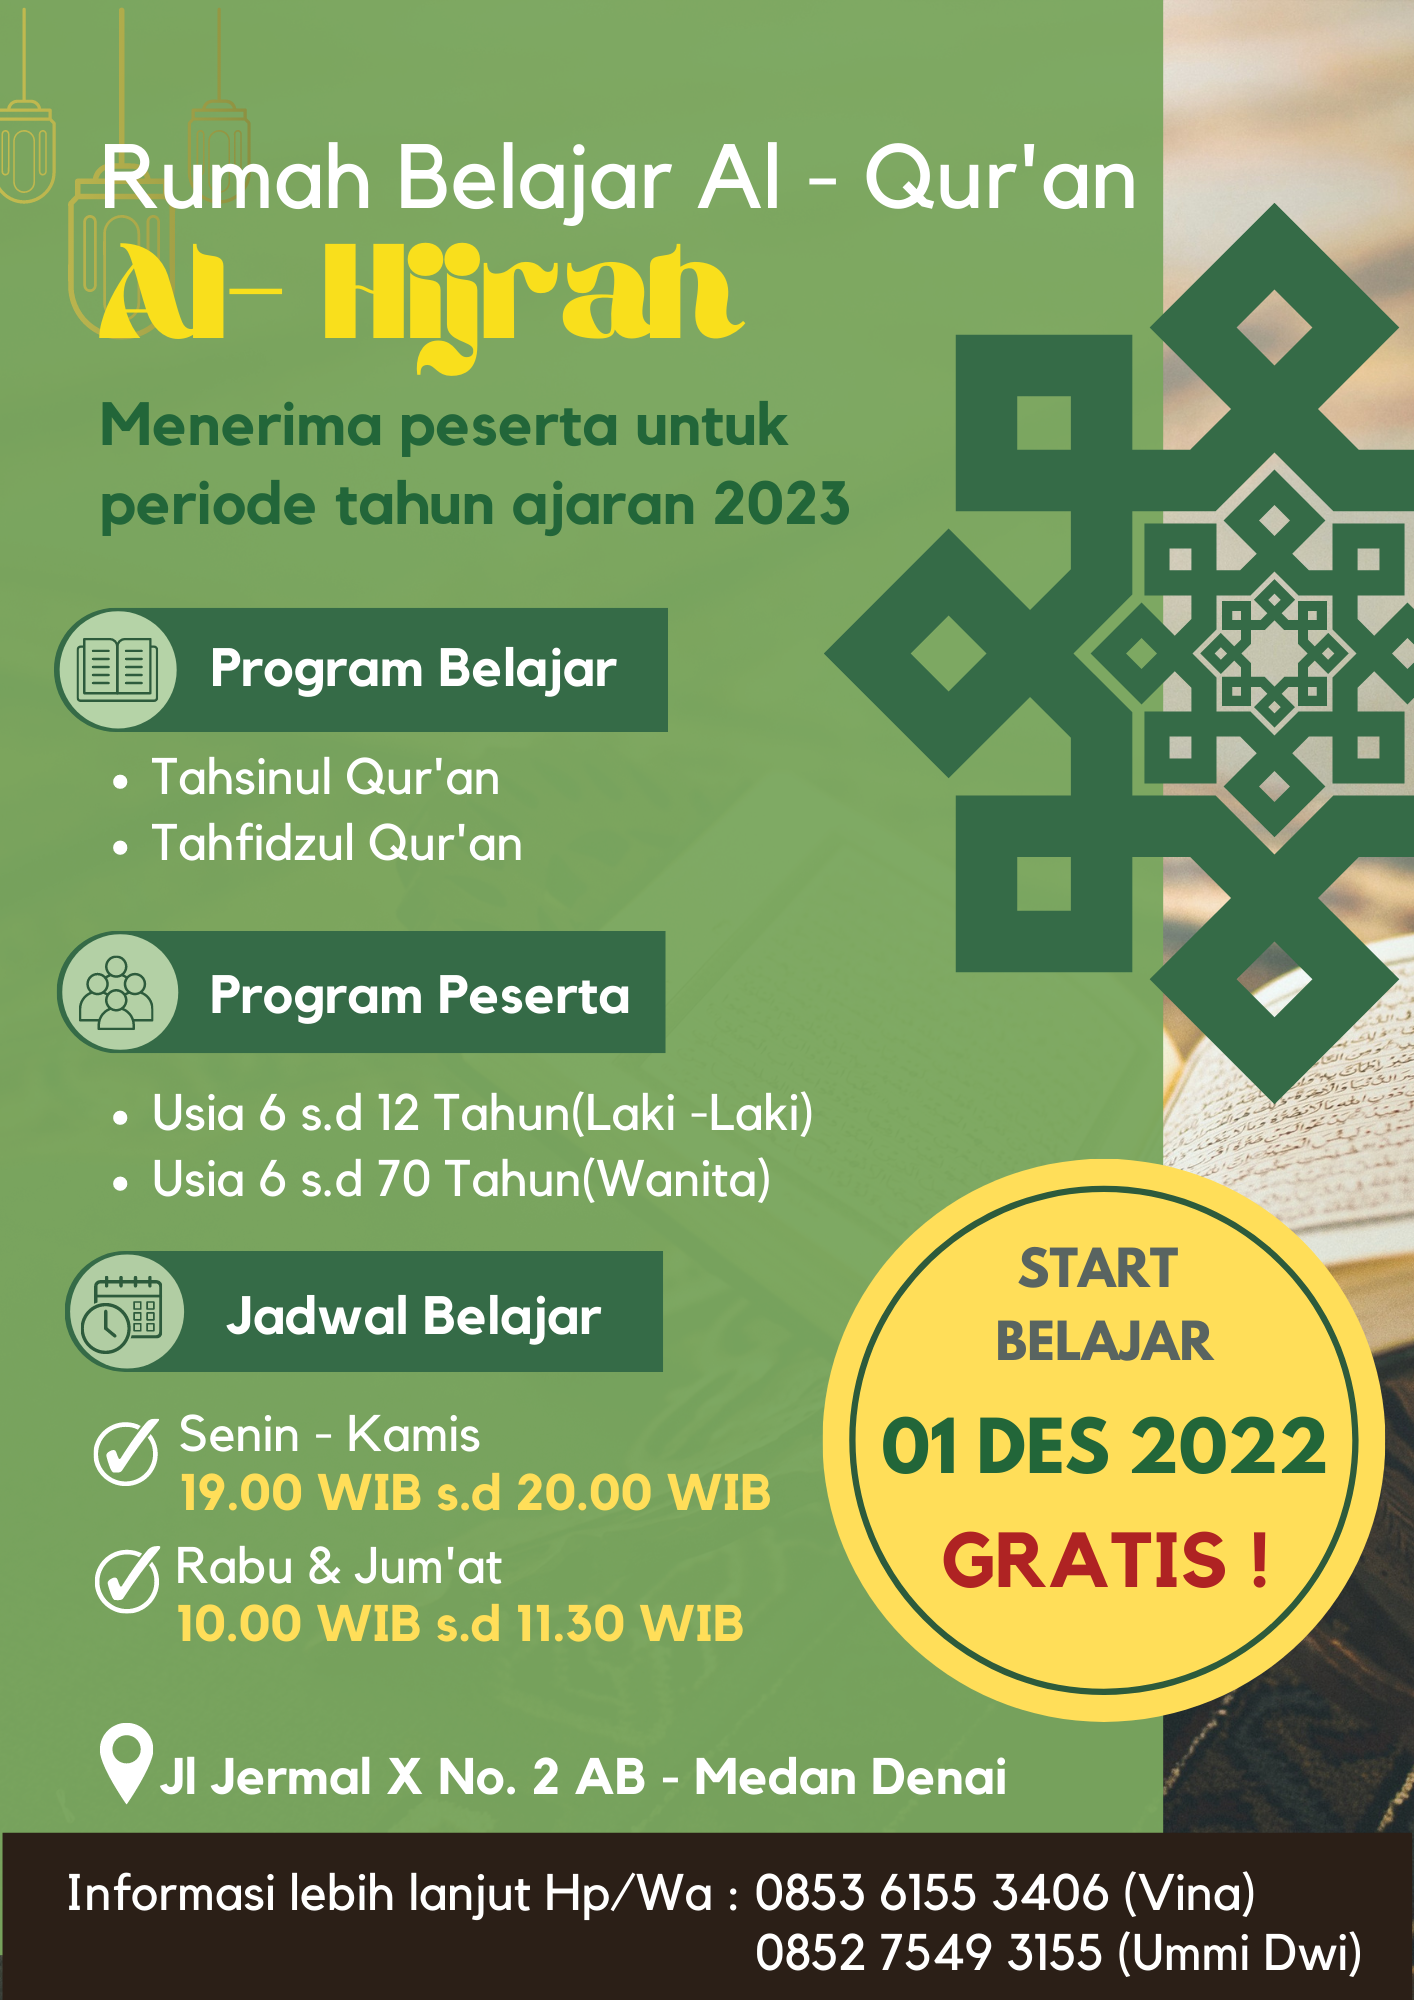 Rumah Belajar Al - Qur'an
Al- Hijrah
Menerima peserta untuk
periode tahun ajaran 2023
Program Belajar
• Tahsinul Qur'an
• Tahfidzul Qur'an
Program Peserta
• Usia 6 s.d 12 Tahun(Laki -Laki)
• Usia 6 s.d 70 Tahun(Wanita)
Jadwal Belajar
Senin - Kamis
19.00 WIB s.d 20.00 WIB
Rabu & Jum'at
10.00 WIB s.d 11.30 WIB
START
BELAJAR
01 DES 2022
GRATIS !
Jl Jermal X No. 2 AB - Medan Denai
Informasi lebih lanjut Hp/Wa : 0853 6155 3406 (Vina)
0852 7549 3155 (Ummi Dwi)